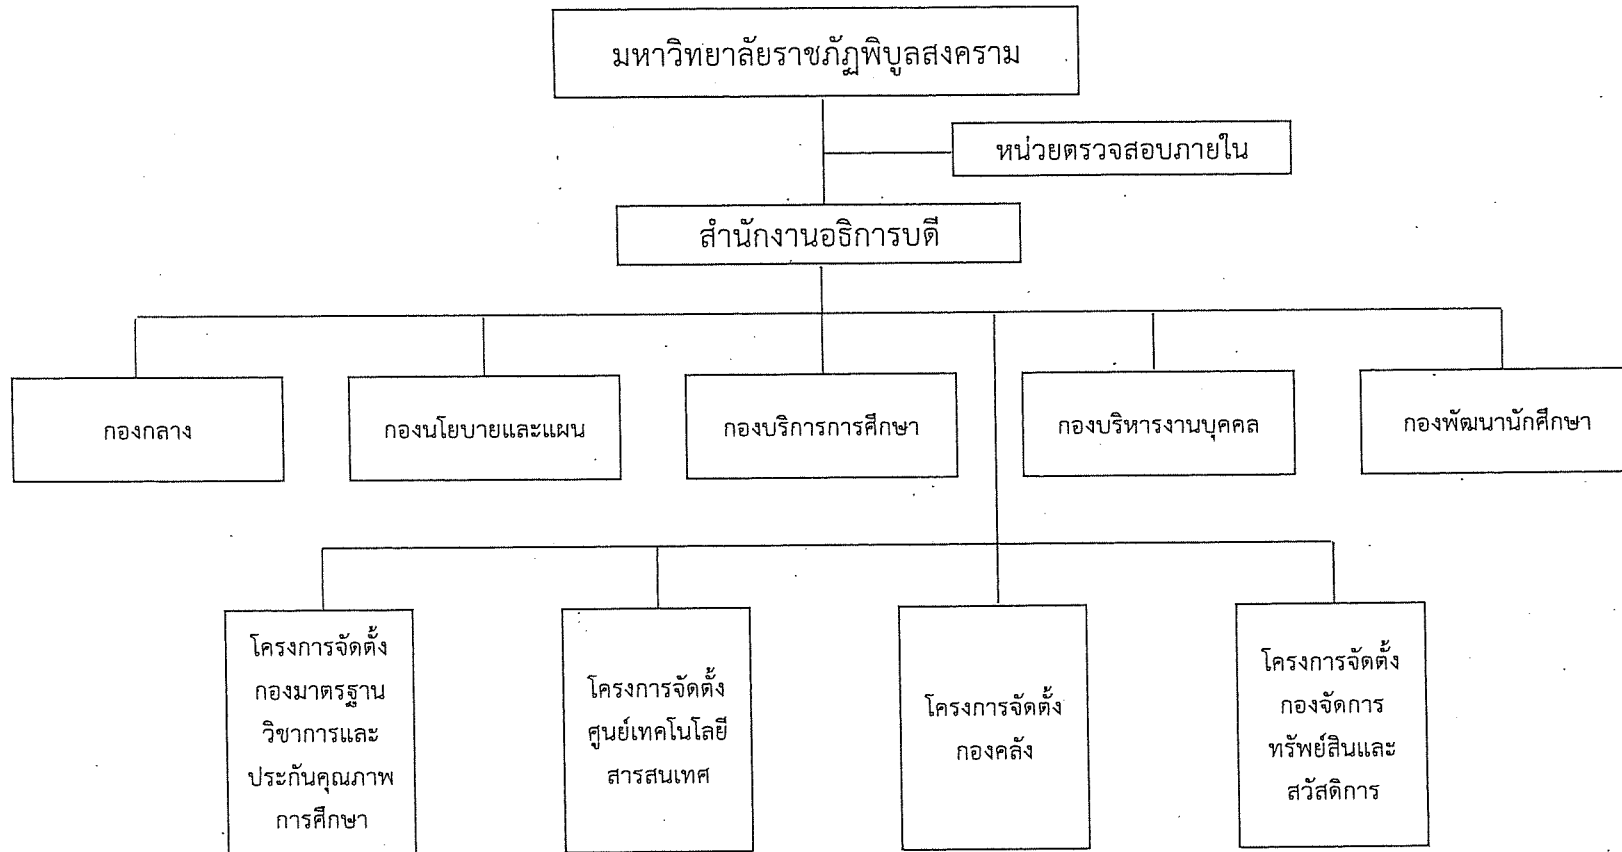 มหาวิทยาลัยราชภัฏพิบูลสงคราม
หน่วยตรวจสอบภายใน
สำนักงานอธิการบดี
กองกลาง
กองนโยบายและแผน
กองบริการการศึกษา
กองบริหารงานบุคคล
กองพัฒนานักศึกษา
โครงการจัดตั้ง
กองมาตรฐาน
วิชาการและ
ประกันคุณภาพ
การศึกษา
โครงการจัดตั้ง
ศูนย์เทคโนโลยี
สารสนเทศ
โครงการจัดตั้ง
กองคลัง
โครงการจัดตั้ง
กองจัดการ
ทรัพย์สินและ
สวัสดิการ